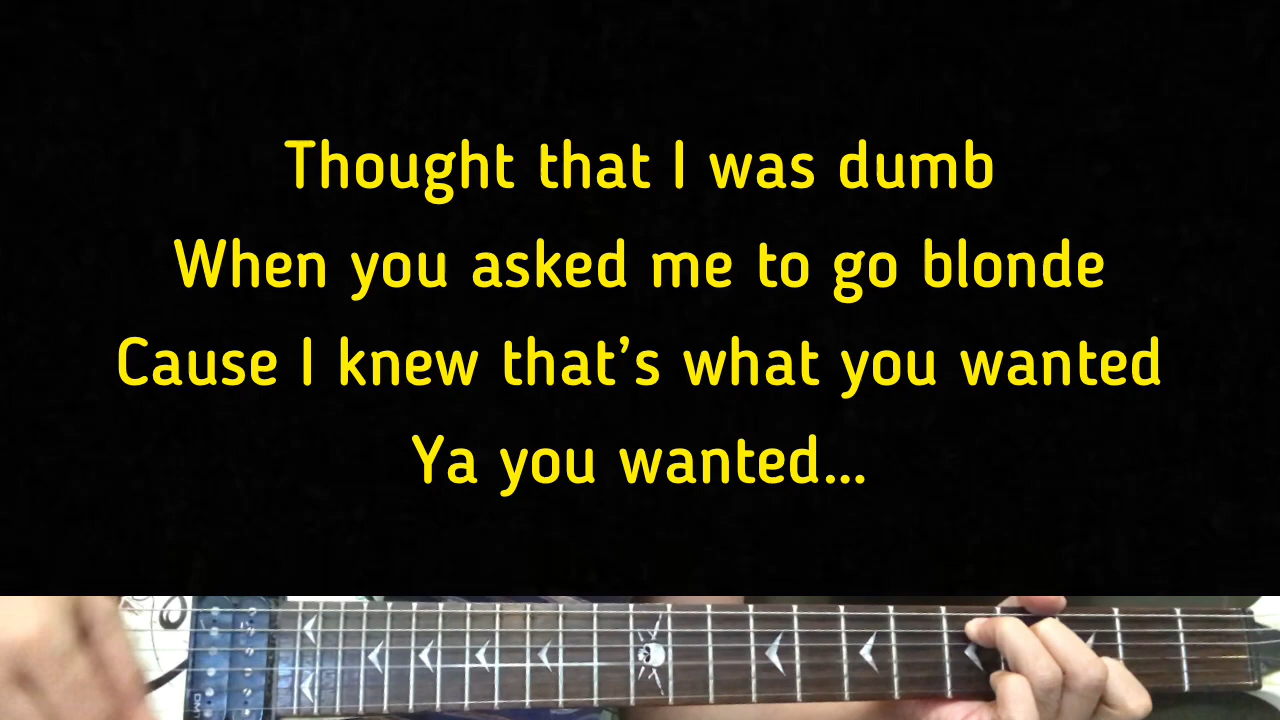 Thought that I was dumb
When you asked me to go blonde
Cause I knew that’s what you wanted
Ya you wanted...